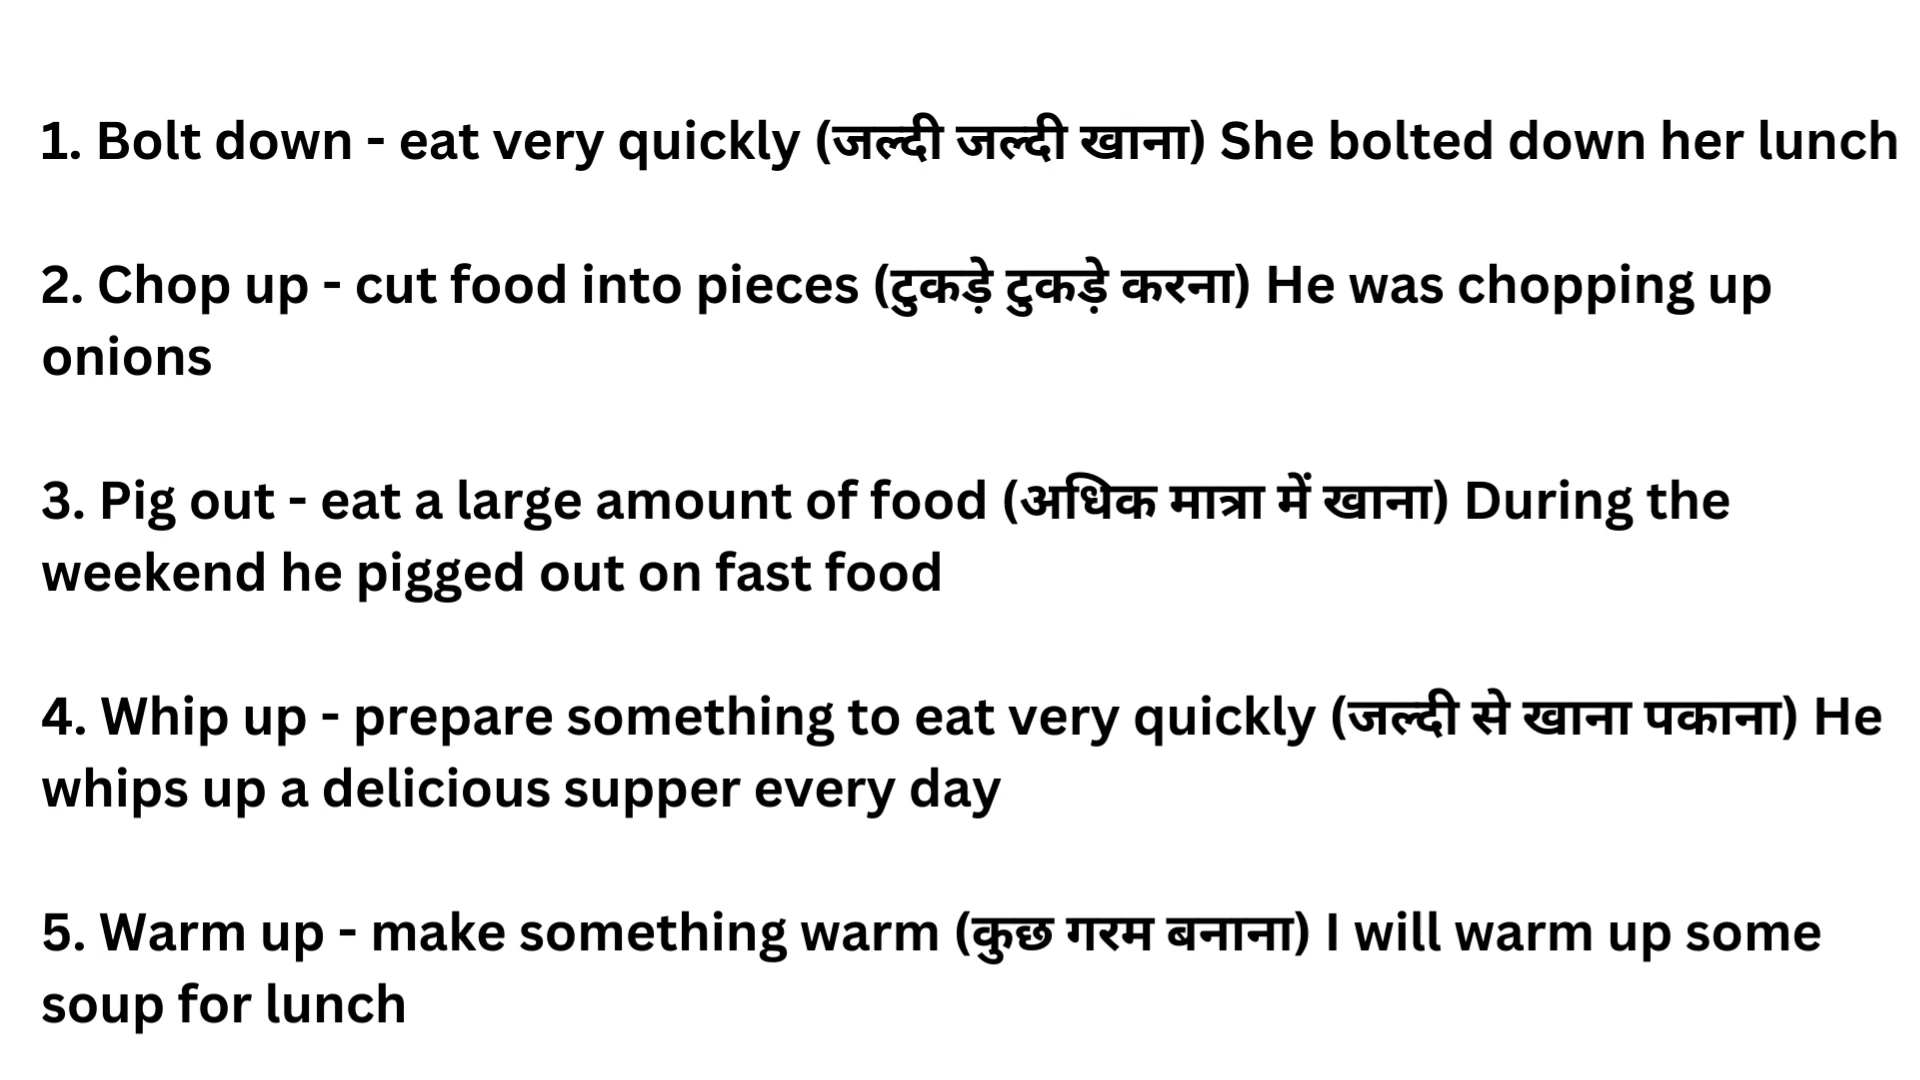 1. Bolt down - eat very quickly (जल्दी जल्दी खाना) She bolted down her lunch
2. Chop up - cut food into pieces (टुकड़े टुकड़े करना) He was chopping up
onions
3. Pig out - eat a large amount of food (अधिक मात्रा में खाना) During the
weekend he pigged out on fast food
4. Whip up - prepare something to eat very quickly (जल्दी से खाना पकाना) He
whips up a delicious supper every day
5. Warm up - make something warm (कुछ गरम बनाना) I will warm up some
soup for lunch